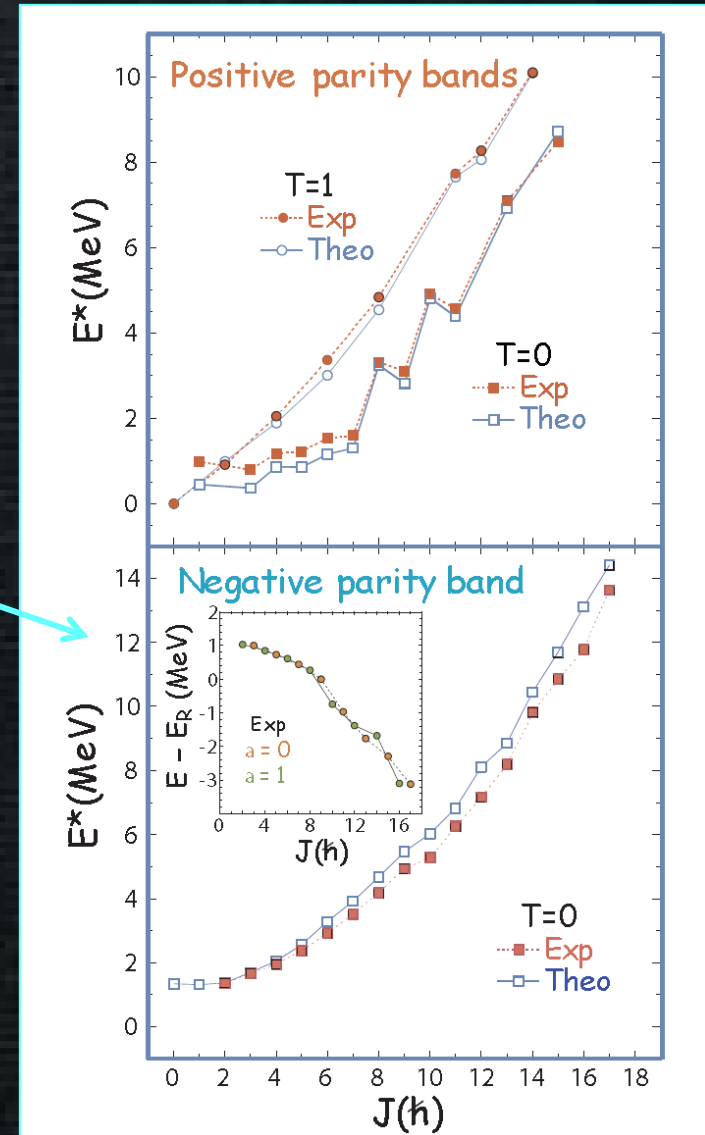 Positive parity bands
E*(MeV)
10
8
6
4
2
0
T=1
Exp
Theo
T=0
Exp
Theo
Negative parity band
E*(MeV)
14
12
10
8
6
4
2
0
E - E_R (MeV)
2
1
0
-1
-2
-3
Exp
a = 0
a = 1
0 4 8 12 16
J(ħ)
T=0
Exp
Theo
0 2 4 6 8 10 12 14 16 18
J(ħ)